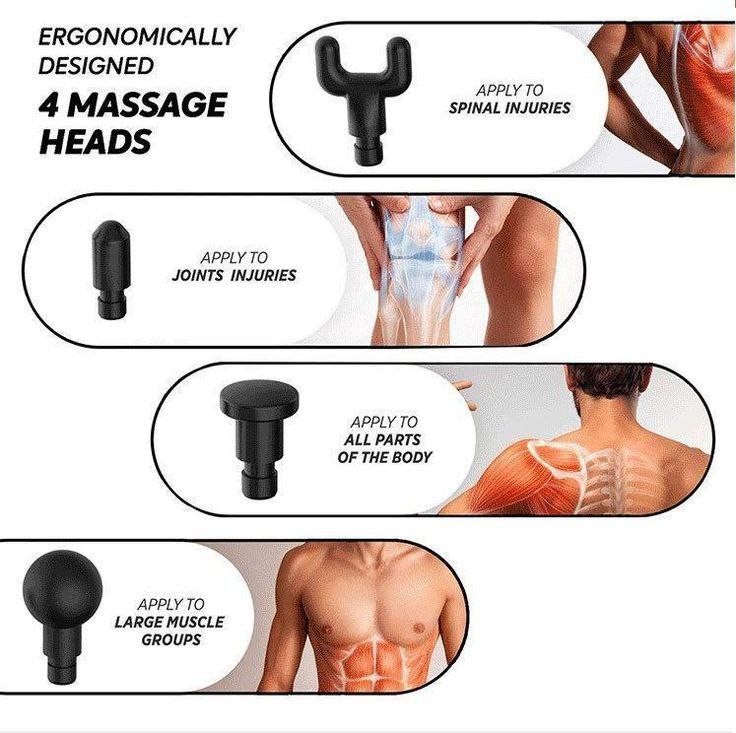 ERGONOMICALLY
DESIGNED
4 MASSAGE
HEADS
APPLY TO
SPINAL INJURIES
APPLY TO
JOINTS INJURIES
APPLY TO
ALL PARTS
OF THE BODY
APPLY TO
LARGE MUSCLE
GROUPS